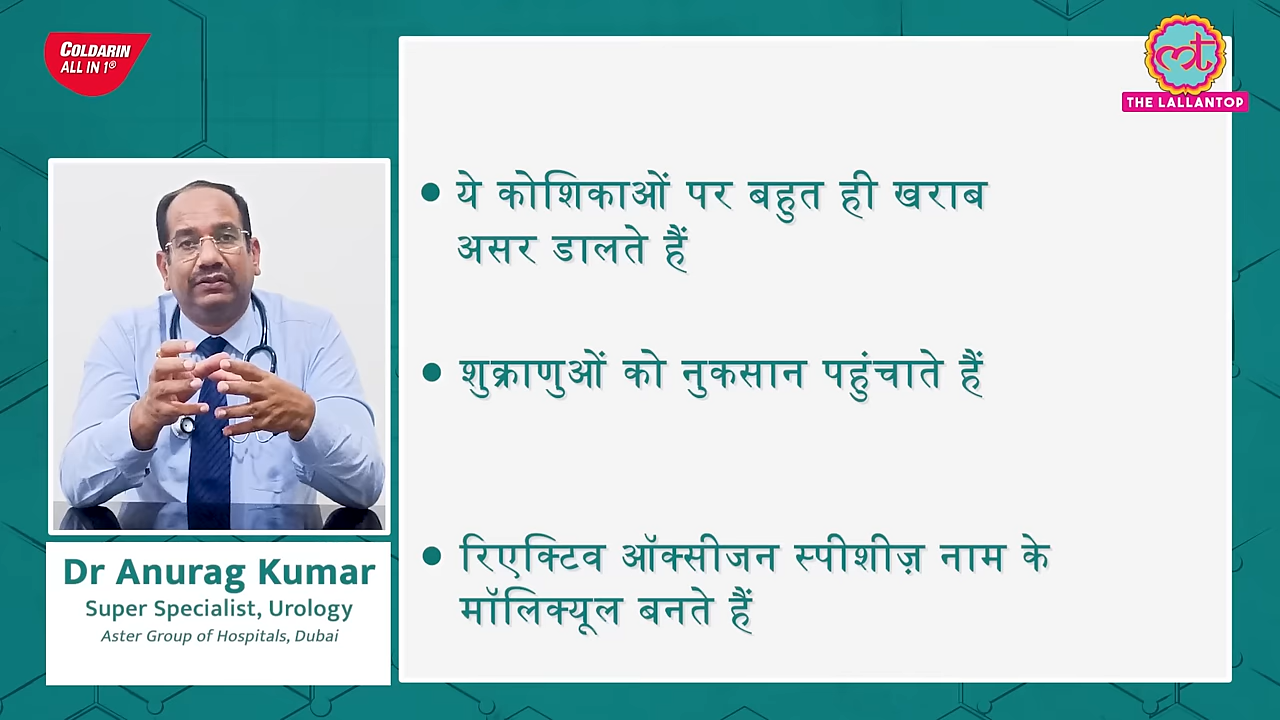 COLDARIN
ALL IN 1®
THE LALLANTOP
ये कोशिकाओं पर बहुत ही खराब
असर डालते हैं
शुक्राणुओं को नुकसान पहुंचाते हैं
रिएक्टिव ऑक्सीजन स्पीशीज़ नाम के
मॉलिक्यूल बनते हैं
Dr Anurag Kumar
Super Specialist, Urology
Aster Group of Hospitals, Dubai